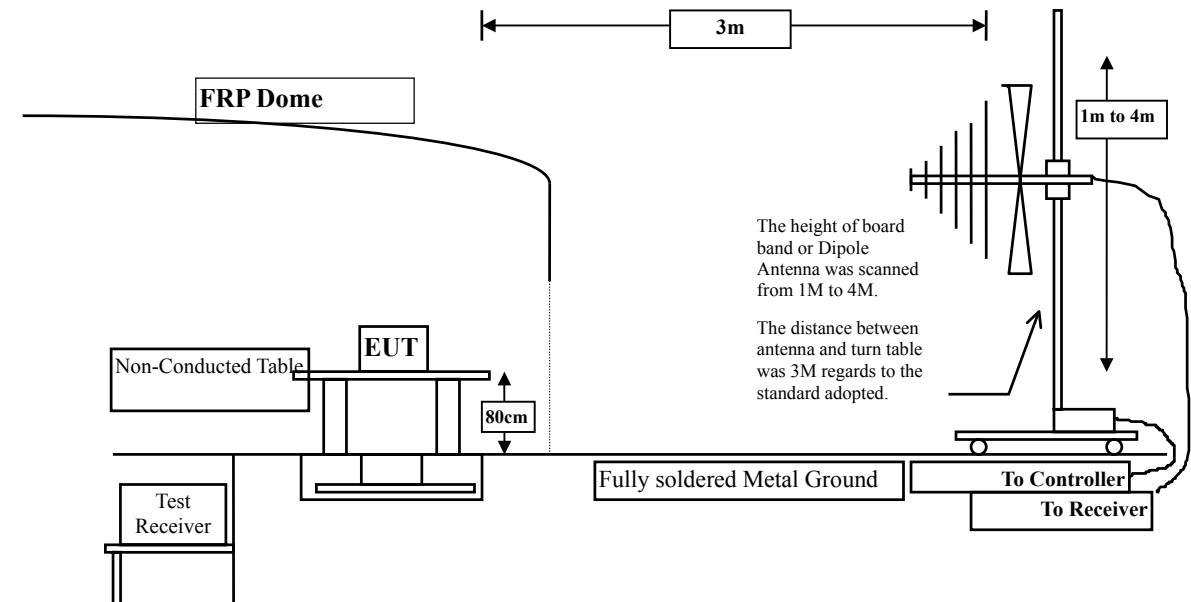 3m
FRP Dome
1m to 4m
The height of board
band or Dipole
Antenna was scanned
from 1M to 4M.
The distance between
antenna and turn table
was 3M regards to the
standard adopted.
EUT
Non-Conducted Table
80cm
Fully soldered Metal Ground
To Controller
To Receiver
Test
Receiver